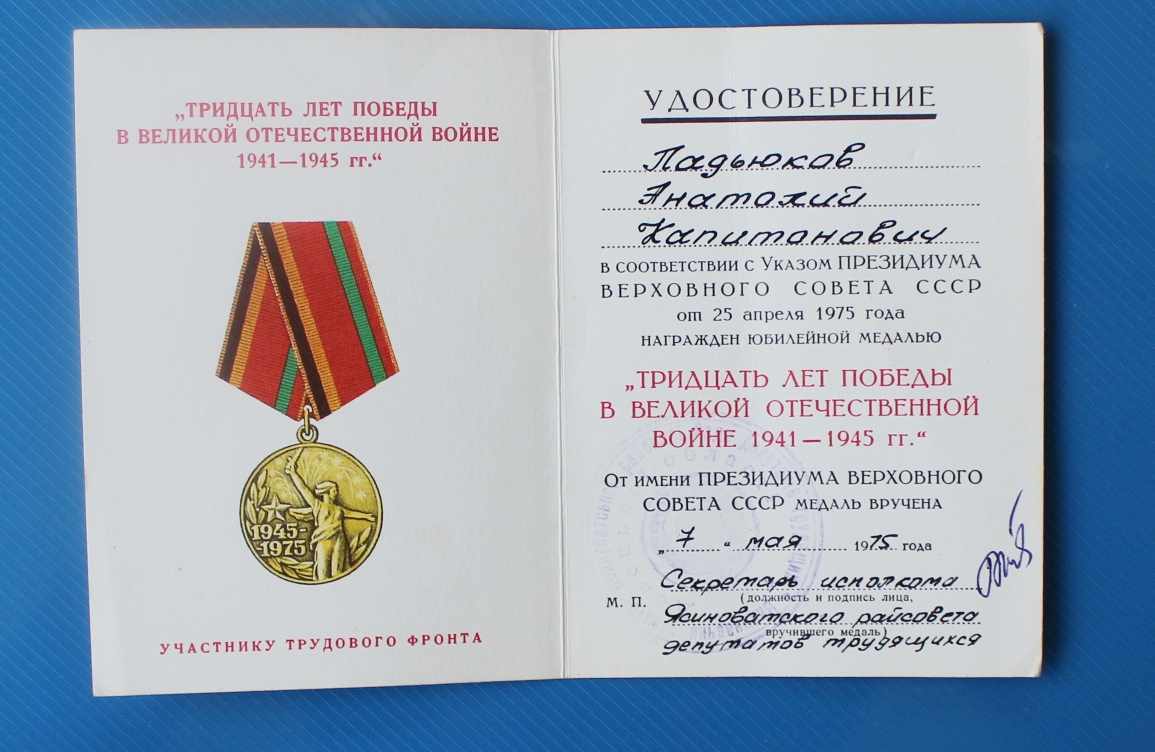 „ТРИДЦАТЬ ЛЕТ ПОБЕДЫ
В ВЕЛИКОЙ ОТЕЧЕСТВЕННОЙ ВОЙНЕ
1941—1945 гг.“
1945-
-1975
УЧАСТНИКУ ТРУДОВОГО ФРОНТА
УДОСТОВЕРЕНИЕ
Падьюков
Анатолий
Капитанович
В СООТВЕТСТВИИ С УКАЗОМ ПРЕЗИДИУМА
ВЕРХОВНОГО СОВЕТА СССР
от 25 апреля 1975 года
НАГРАЖДЕН ЮБИЛЕЙНОЙ МЕДАЛЬЮ
„ТРИДЦАТЬ ЛЕТ ПОБЕДЫ
В ВЕЛИКОЙ ОТЕЧЕСТВЕННОЙ
ВОЙНЕ 1941—1945 гг.“
ОТ ИМЕНИ ПРЕЗИДИУМА ВЕРХОВНОГО
СОВЕТА СССР МЕДАЛЬ ВРУЧЕНА
„7“ мая 1975 года
Секретарь исполкома
М. П. (должность и подпись лица,
Ясиноватского райсовета
вручившего медаль)
депутатов трудящихся